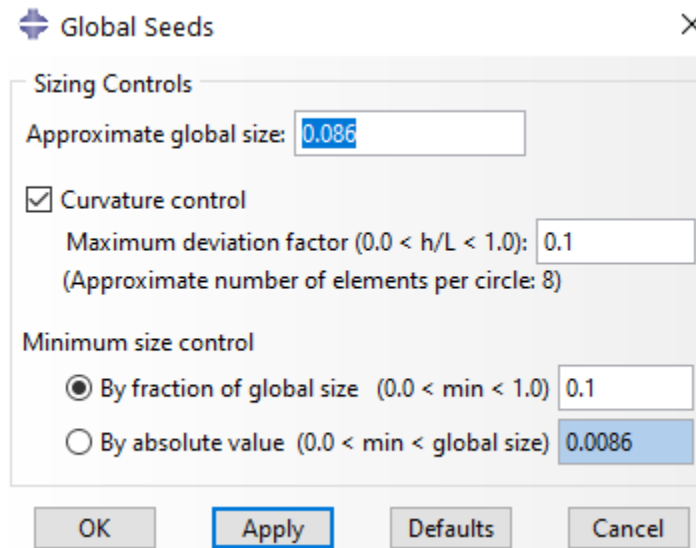 Global Seeds
Sizing Controls
Approximate global size: 0.086
Curvature control
Maximum deviation factor (0.0 < h/L < 1.0): 0.1
(Approximate number of elements per circle: 8)
Minimum size control
By fraction of global size (0.0 < min < 1.0) 0.1
By absolute value (0.0 < min < global size) 0.0086
OK Apply Defaults Cancel